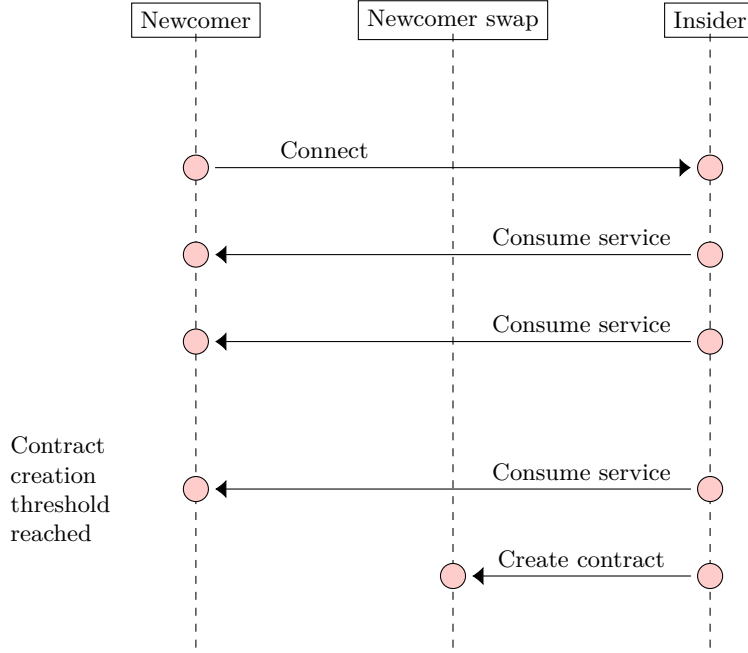 Newcomer
Newcomer swap
Insider
Connect
Consume service
Consume service
Contract
creation
threshold
reached
Consume service
Create contract